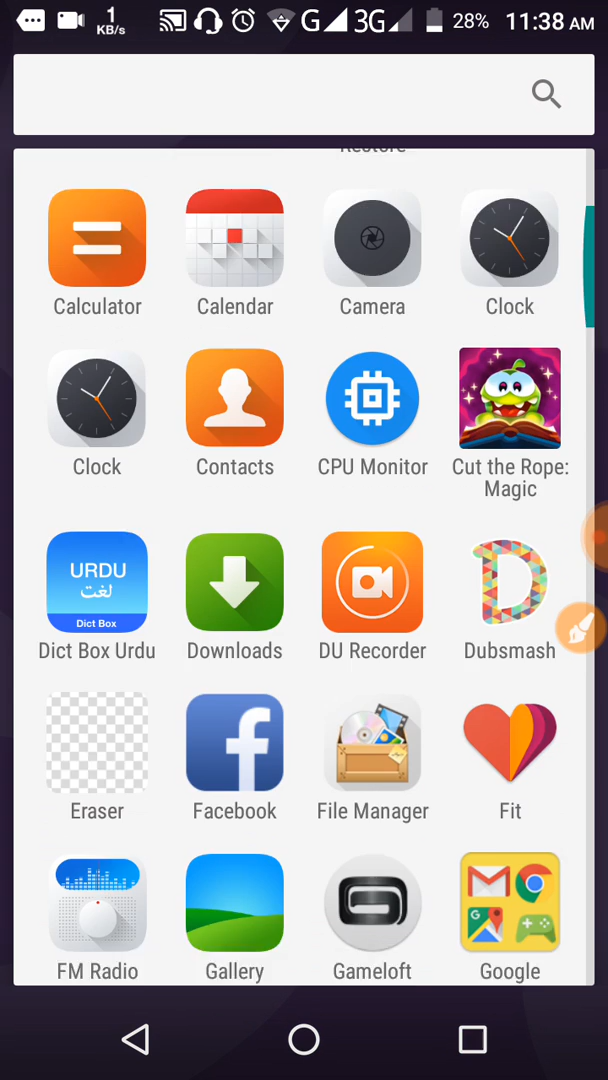 1
KB/s
G 3G 28% 11:38 AM
Restore
Calculator Calendar Camera Clock
Clock Contacts CPU Monitor Cut the Rope:
Magic
URDU
لغت
Dict Box
Dict Box Urdu Downloads DU Recorder Dubsmash
Eraser Facebook File Manager Fit
FM Radio Gallery Gameloft Google